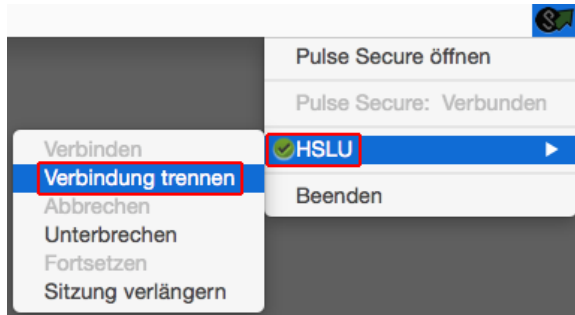 Pulse Secure öffnen
Pulse Secure: Verbunden
HSLU
Beenden
Verbinden
Verbindung trennen
Abbrechen
Unterbrechen
Fortsetzen
Sitzung verlängern